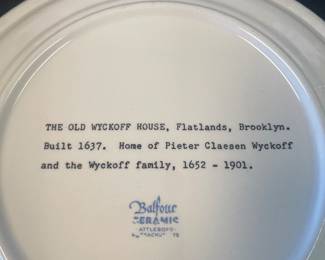 THE OLD WYCKOFF HOUSE, Flatlands, Brooklyn.
Built 1637. Home of Pieter Claesen Wyckoff
and the Wyckoff family, 1652 - 1901.
Balfour
CERAMIC
ATTLEBORO